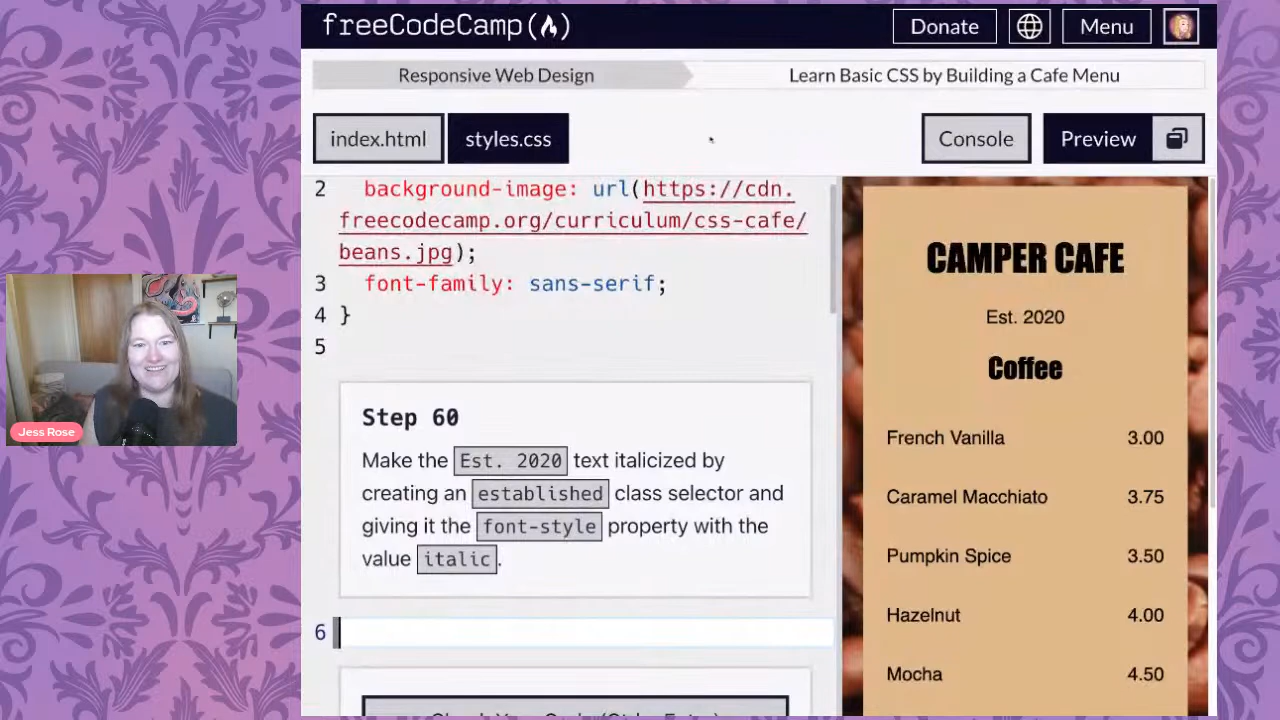 freeCodeCamp
Donate
Menu
Responsive Web Design
Learn Basic CSS by Building a Cafe Menu
index.html
styles.css
Console
Preview
2 background-image: url(https://cdn.
freecodecamp.org/curriculum/css-cafe/
beans.jpg);
3 font-family: sans-serif;
4 }
5
Step 60
Make the Est. 2020 text italicized by
creating an established class selector and
giving it the font-style property with the
value italic.
6
CAMPER CAFE
Est. 2020
Coffee
French Vanilla 3.00
Caramel Macchiato 3.75
Pumpkin Spice 3.50
Hazelnut 4.00
Mocha 4.50
Jess Rose